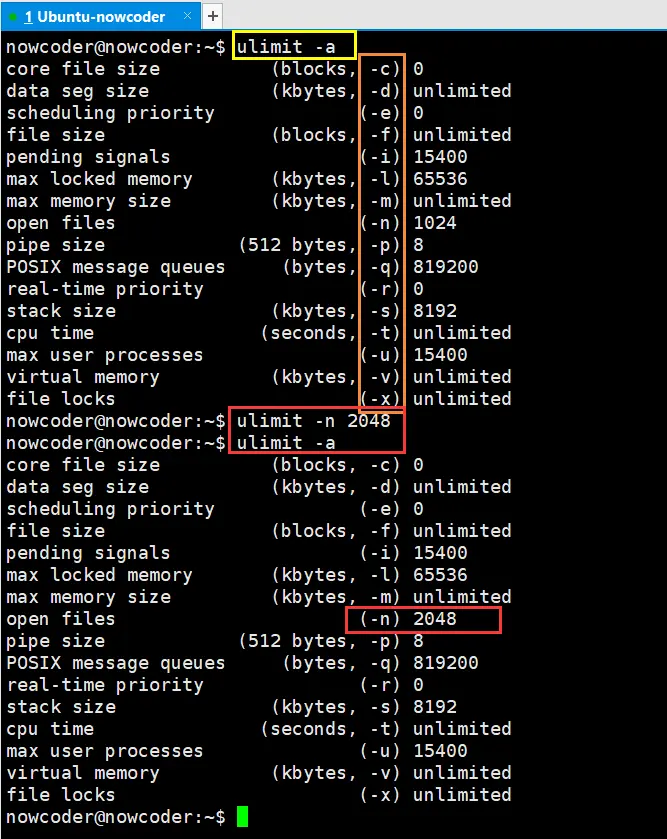 1 Ubuntu-nowcoder × +
nowcoder@nowcoder:~$ ulimit -a
core file size (blocks, -c) 0
data seg size (kbytes, -d) unlimited
scheduling priority (-e) 0
file size (blocks, -f) unlimited
pending signals (-i) 15400
max locked memory (kbytes, -l) 65536
max memory size (kbytes, -m) unlimited
open files (-n) 1024
pipe size (512 bytes, -p) 8
POSIX message queues (bytes, -q) 819200
real-time priority (-r) 0
stack size (kbytes, -s) 8192
cpu time (seconds, -t) unlimited
max user processes (-u) 15400
virtual memory (kbytes, -v) unlimited
file locks (-x) unlimited
nowcoder@nowcoder:~$ ulimit -n 2048
nowcoder@nowcoder:~$ ulimit -a
core file size (blocks, -c) 0
data seg size (kbytes, -d) unlimited
scheduling priority (-e) 0
file size (blocks, -f) unlimited
pending signals (-i) 15400
max locked memory (kbytes, -l) 65536
max memory size (kbytes, -m) unlimited
open files (-n) 2048
pipe size (512 bytes, -p) 8
POSIX message queues (bytes, -q) 819200
real-time priority (-r) 0
stack size (kbytes, -s) 8192
cpu time (seconds, -t) unlimited
max user processes (-u) 15400
virtual memory (kbytes, -v) unlimited
file locks (-x) unlimited
nowcoder@nowcoder:~$